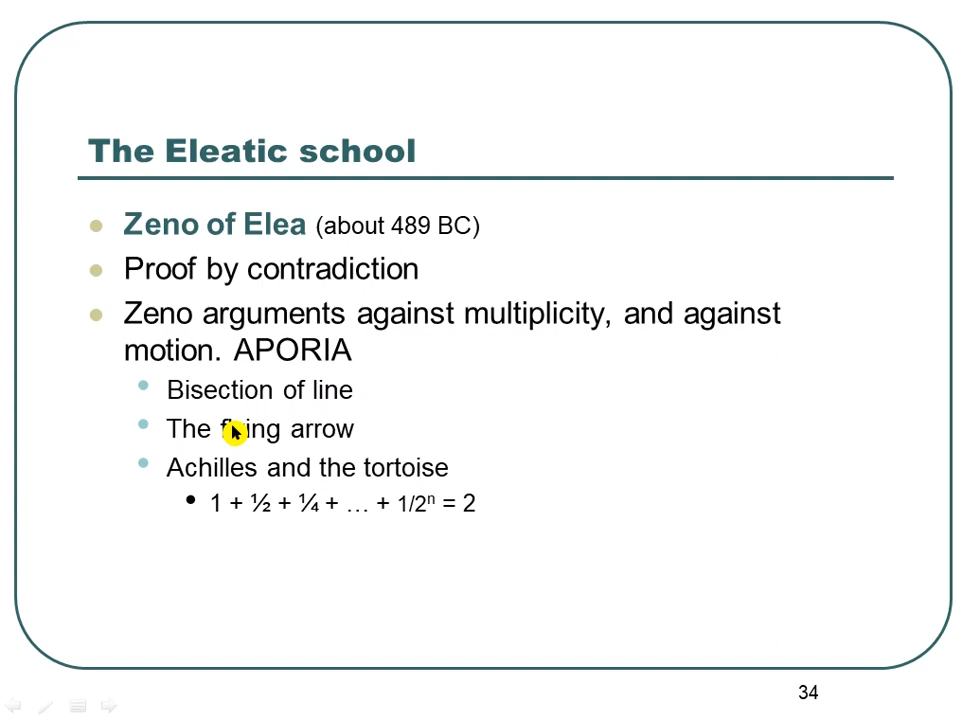 The Eleatic school
Zeno of Elea (about 489 BC)
Proof by contradiction
Zeno arguments against multiplicity, and against
motion. APORIA
Bisection of line
The flying arrow
Achilles and the tortoise
1 + ½ + ¼ + … + 1/2ⁿ = 2
34